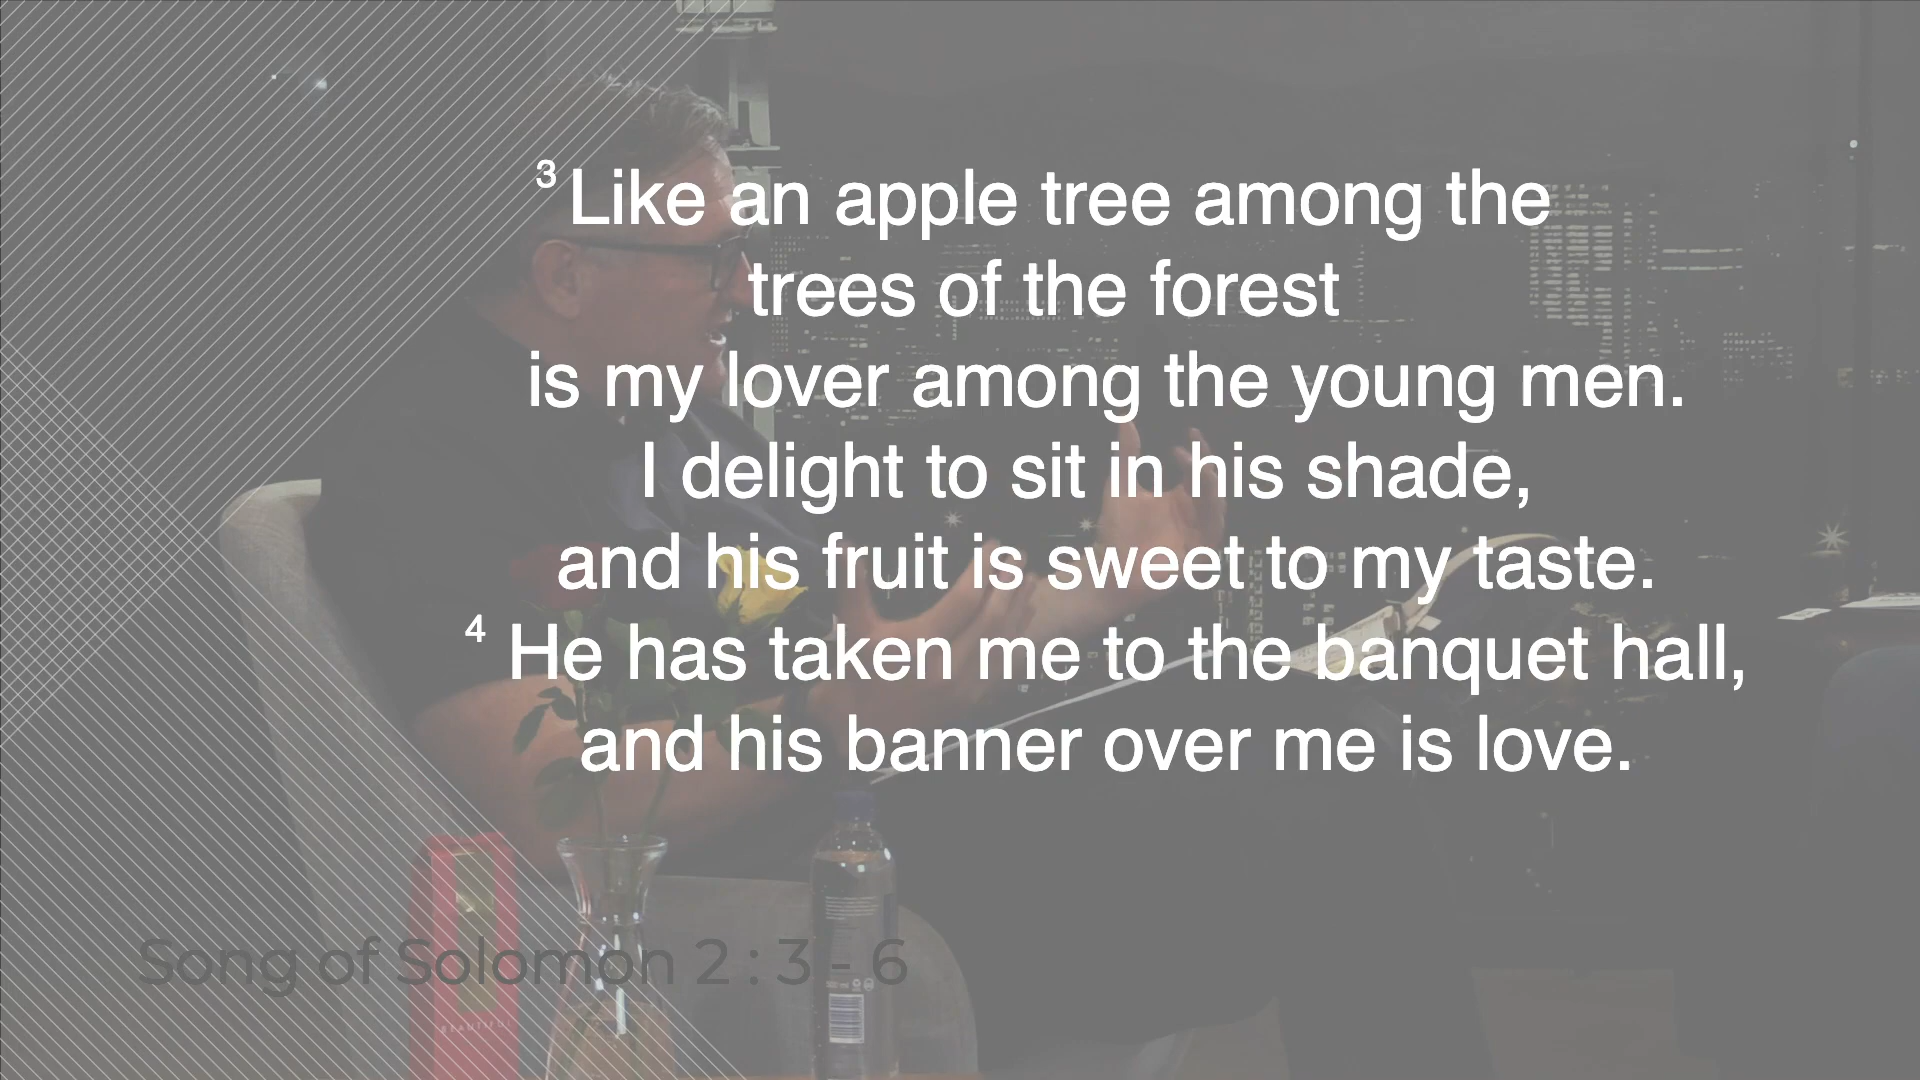 3 Like an apple tree among the
trees of the forest
is my lover among the young men.
I delight to sit in his shade,
and his fruit is sweet to my taste.
4 He has taken me to the banquet hall,
and his banner over me is love.
Song of Solomon 2 : 3 - 6
BEAUTIFUL